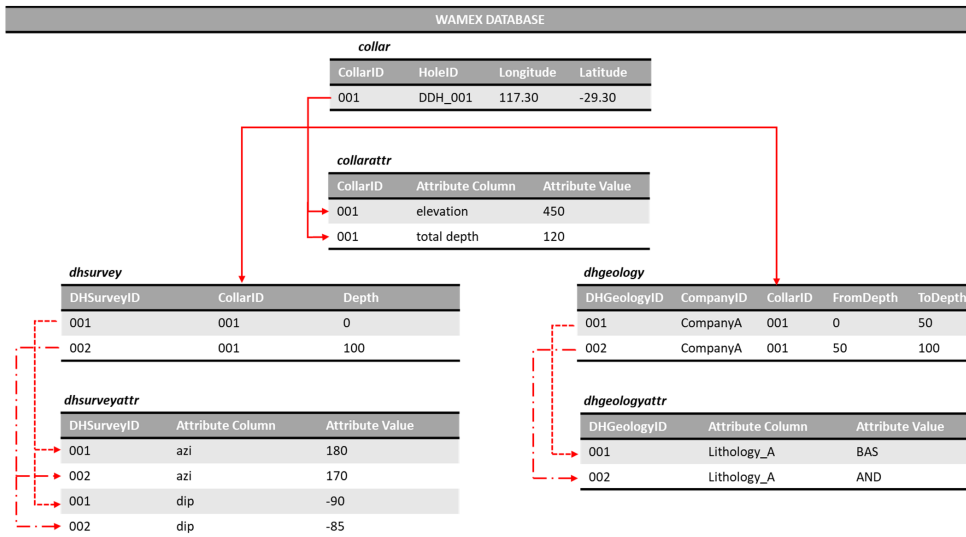 WAMEX DATABASE
collar
CollarID HoleID Longitude Latitude
001 DDH_001 117.30 -29.30
collarattr
CollarID Attribute Column Attribute Value
001 elevation 450
001 total depth 120
dhsurvey
DHSurveyID CollarID Depth
001 001 0
002 001 100
dhgeology
DHGeologyID CompanyID CollarID FromDepth ToDepth
001 CompanyA 001 0 50
002 CompanyA 001 50 100
dhsurveyattr
DHSurveyID Attribute Column Attribute Value
001 azi 180
002 azi 170
001 dip -90
002 dip -85
dhgeologyattr
DHGeologyID Attribute Column Attribute Value
001 Lithology_A BAS
002 Lithology_A AND